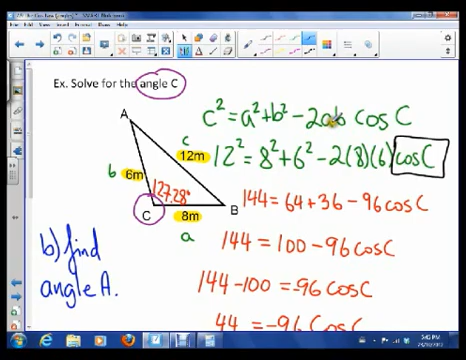 Ex. Solve for the angle C
c² = a² + b² - 2ab cos C
12² = 8² + 6² - 2(8)(6) cos C
144 = 64 + 36 - 96 cos C
144 = 100 - 96 cos C
144 - 100 = -96 cos C
44 = -96 cos C
A
c
12m
b
6m
127.28°
C
8m
B
a
b) find
angle A.